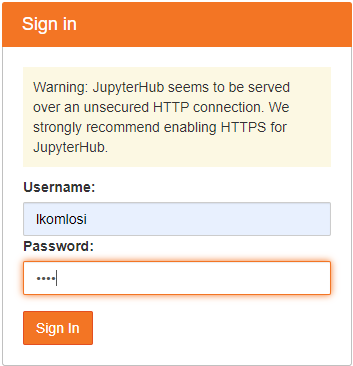 Sign in
Warning: JupyterHub seems to be served
over an unsecured HTTP connection. We
strongly recommend enabling HTTPS for
JupyterHub.
Username:
lkomlosi
Password:
••••
Sign In